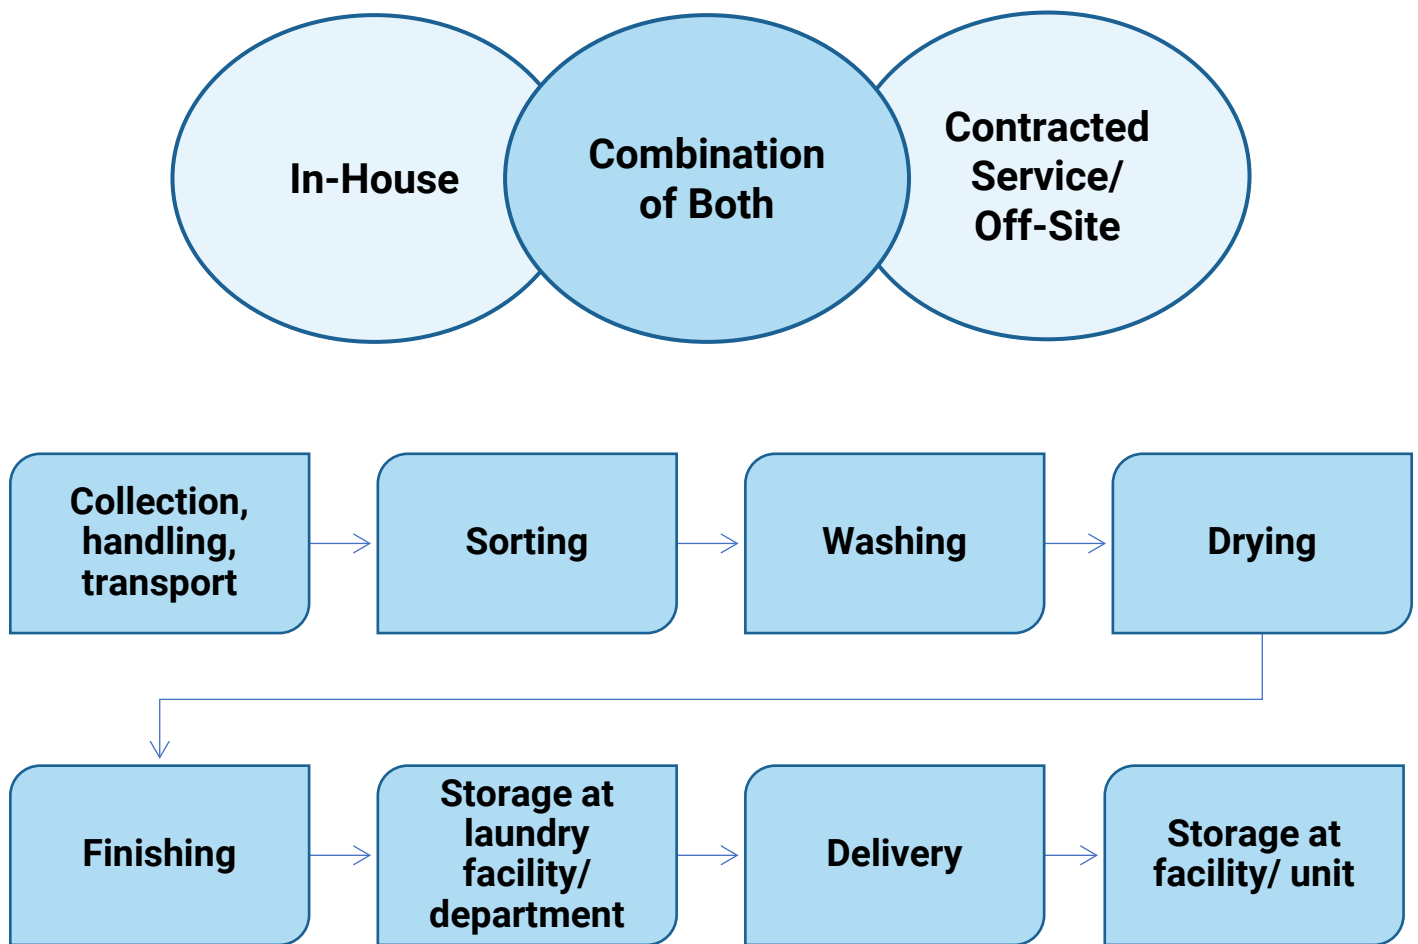 In-House
Combination
of Both
Contracted
Service/
Off-Site
Collection,
handling,
transport
Sorting
Washing
Drying
Finishing
Storage at
laundry
facility/
department
Delivery
Storage at
facility/ unit